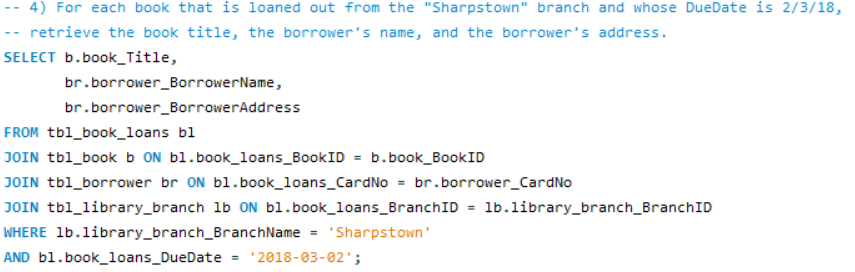 -- 4) For each book that is loaned out from the "Sharpstown" branch and whose DueDate is 2/3/18,
-- retrieve the book title, the borrower's name, and the borrower's address.
SELECT b.book_Title,
       br.borrower_BorrowerName,
       br.borrower_BorrowerAddress
FROM tbl_book_loans bl
JOIN tbl_book b ON bl.book_loans_BookID = b.book_BookID
JOIN tbl_borrower br ON bl.book_loans_CardNo = br.borrower_CardNo
JOIN tbl_library_branch lb ON bl.book_loans_BranchID = lb.library_branch_BranchID
WHERE lb.library_branch_BranchName = 'Sharpstown'
AND bl.book_loans_DueDate = '2018-03-02';